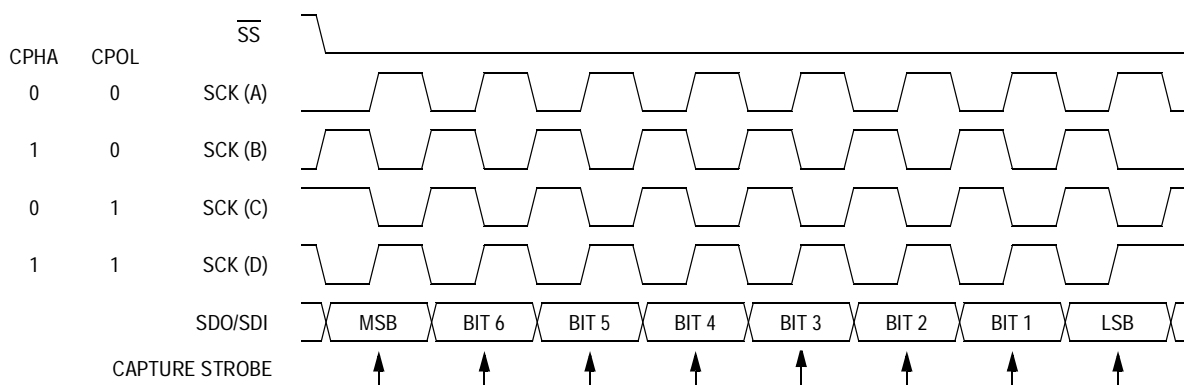 SS
CPHA CPOL
0 0 SCK (A)
1 0 SCK (B)
0 1 SCK (C)
1 1 SCK (D)
SDO/SDI MSB BIT 6 BIT 5 BIT 4 BIT 3 BIT 2 BIT 1 LSB
CAPTURE STROBE